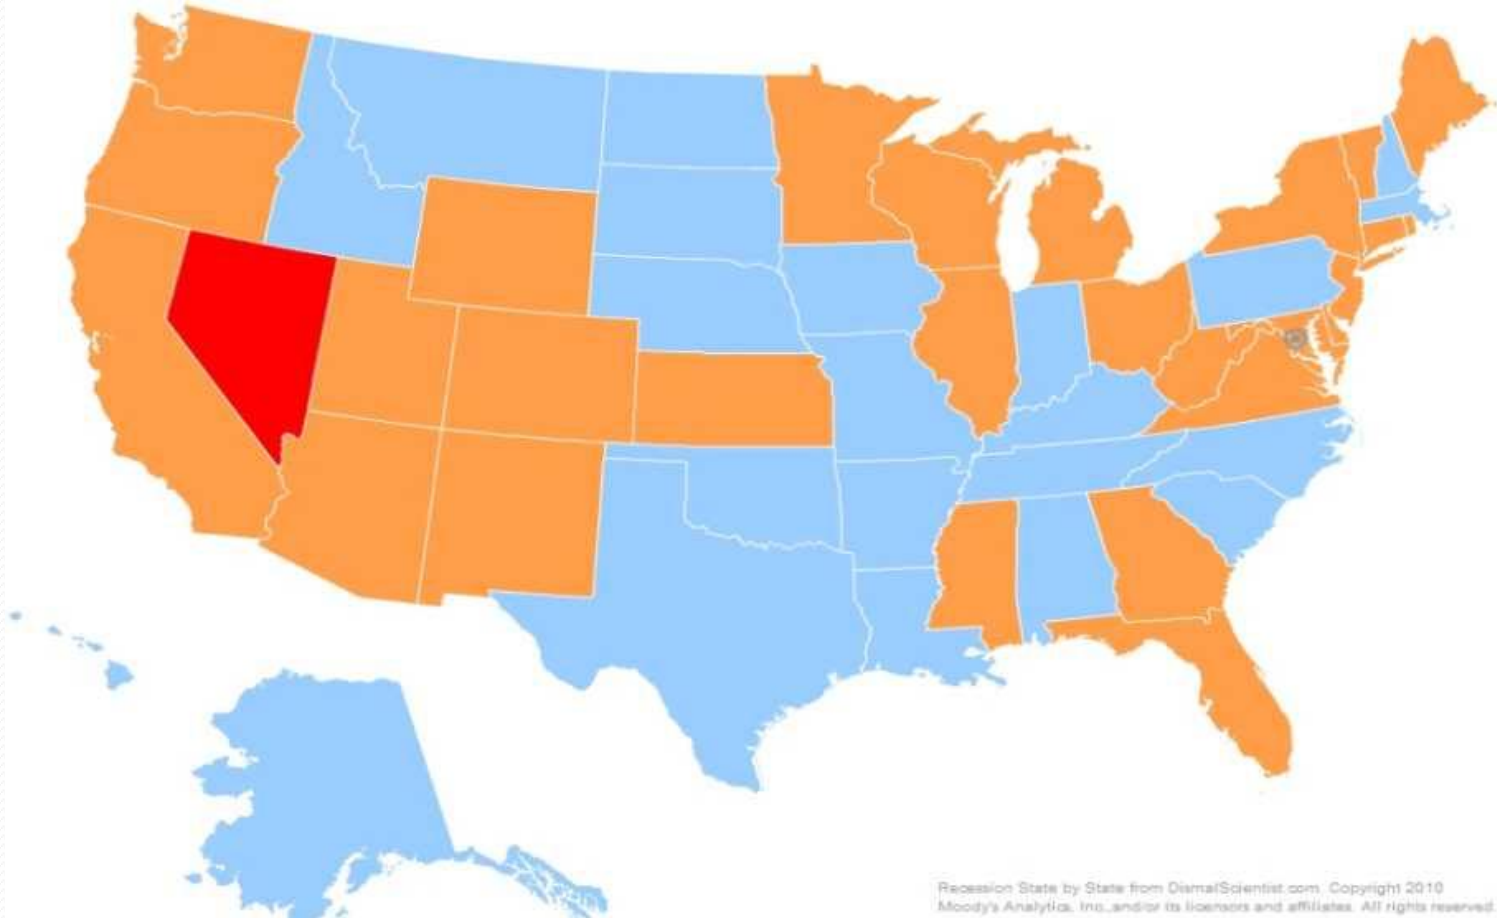 Recession State by State from DismalScientist.com. Copyright 2010
Moody's Analytics, Inc.,and/or its licensors and affiliates. All rights reserved.